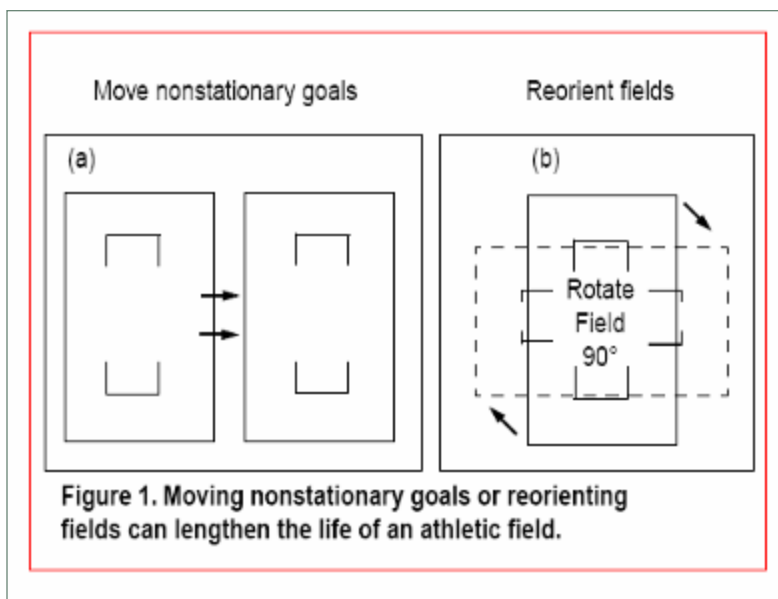 Move nonstationary goals
Reorient fields
(a)
(b)
Rotate
Field
90°
Figure 1. Moving nonstationary goals or reorienting
fields can lengthen the life of an athletic field.